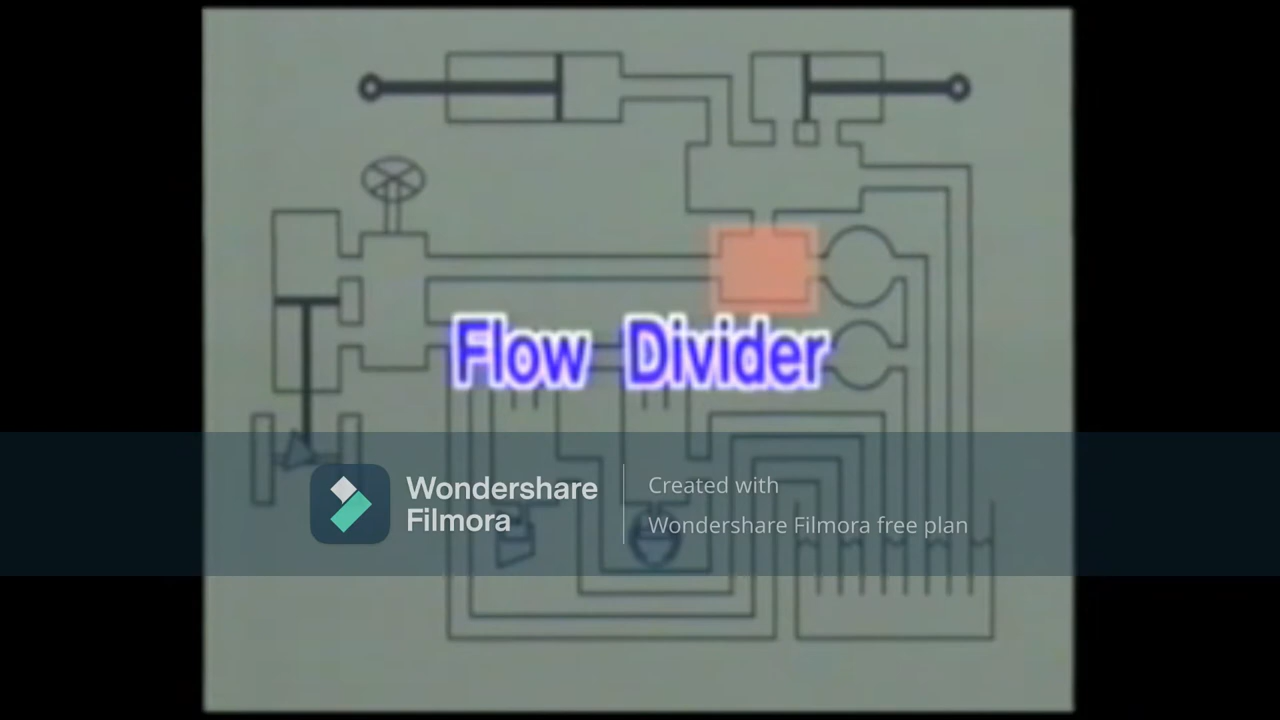 Flow Divider
Wondershare
Filmora
Created with
Wondershare Filmora free plan